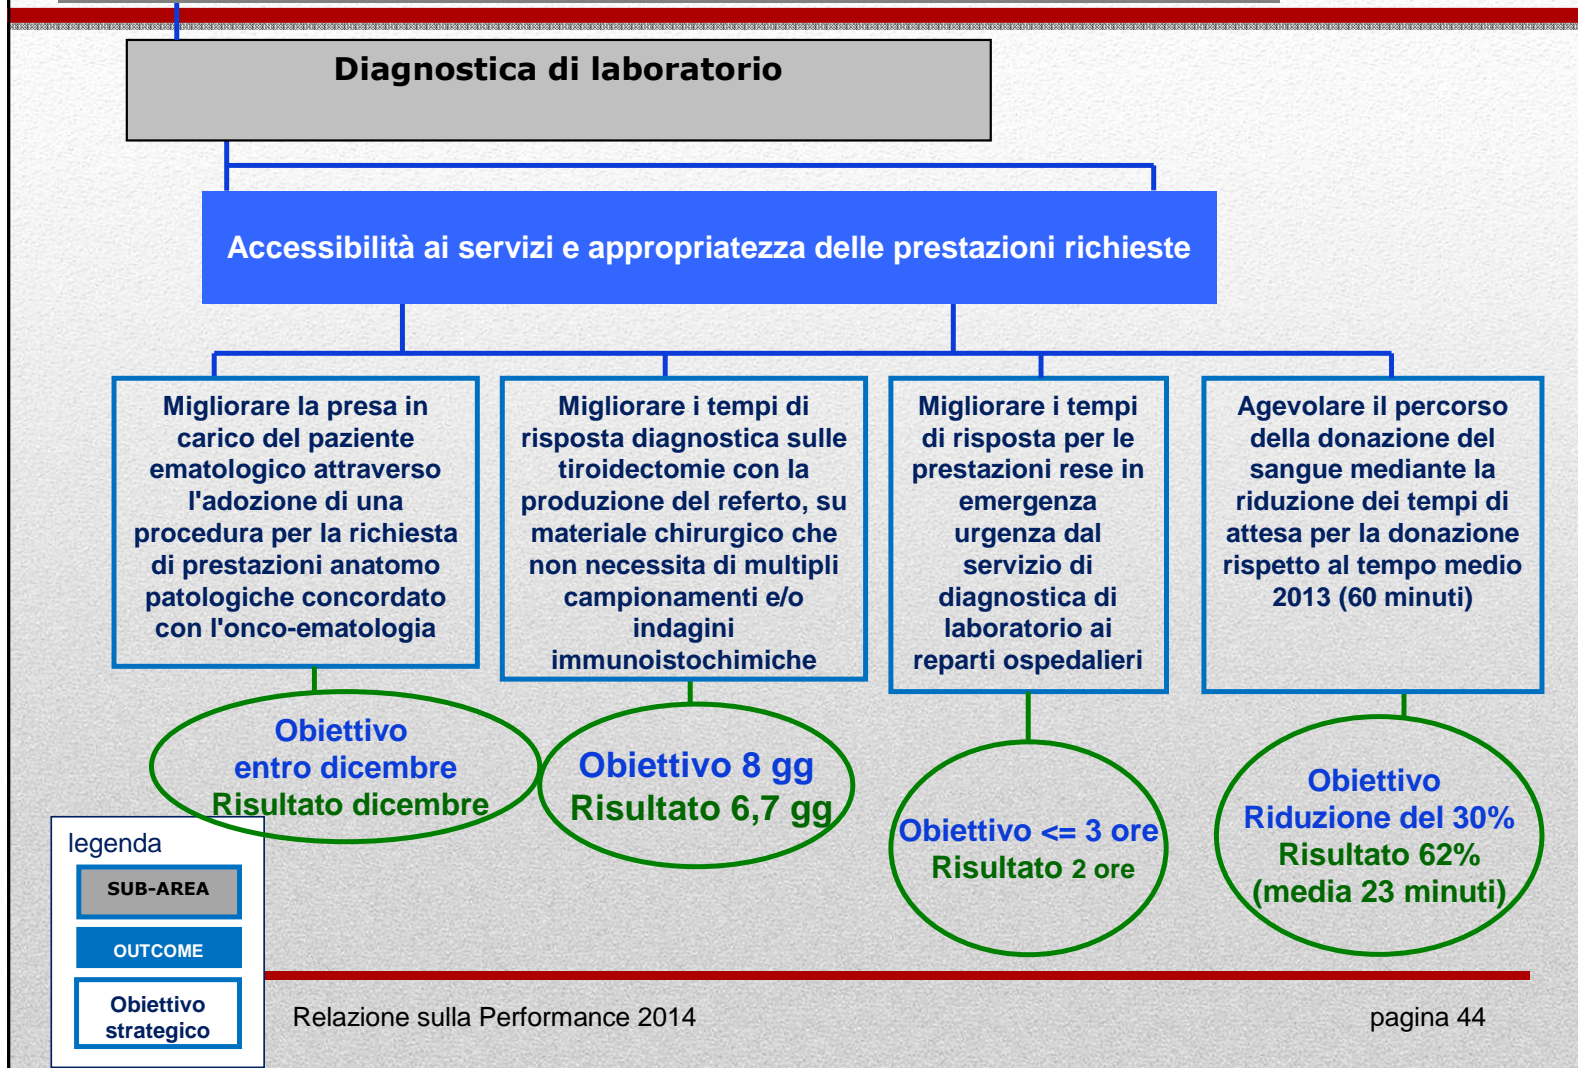 Diagnostica di laboratorio
Accessibilità ai servizi e appropriatezza delle prestazioni richieste
Migliorare la presa in
carico del paziente
ematologico attraverso
l'adozione di una
procedura per la richiesta
di prestazioni anatomo
patologiche concordato
con l'onco-ematologia
Migliorare i tempi di
risposta diagnostica sulle
tiroidectomie con la
produzione del referto, su
materiale chirurgico che
non necessita di multipli
campionamenti e/o
indagini
immunoistochimiche
Migliorare i tempi
di risposta per le
prestazioni rese in
emergenza
urgenza dal
servizio di
diagnostica di
laboratorio ai
reparti ospedalieri
Agevolare il percorso
della donazione del
sangue mediante la
riduzione dei tempi di
attesa per la donazione
rispetto al tempo medio
2013 (60 minuti)
Obiettivo
entro dicembre
Risultato dicembre
Obiettivo 8 gg
Risultato 6,7 gg
Obiettivo <= 3 ore
Risultato 2 ore
Obiettivo
Riduzione del 30%
Risultato 62%
(media 23 minuti)
legenda
SUB-AREA
OUTCOME
Obiettivo
strategico
Relazione sulla Performance 2014
pagina 44